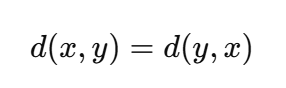 d(x, y) = d(y, x)